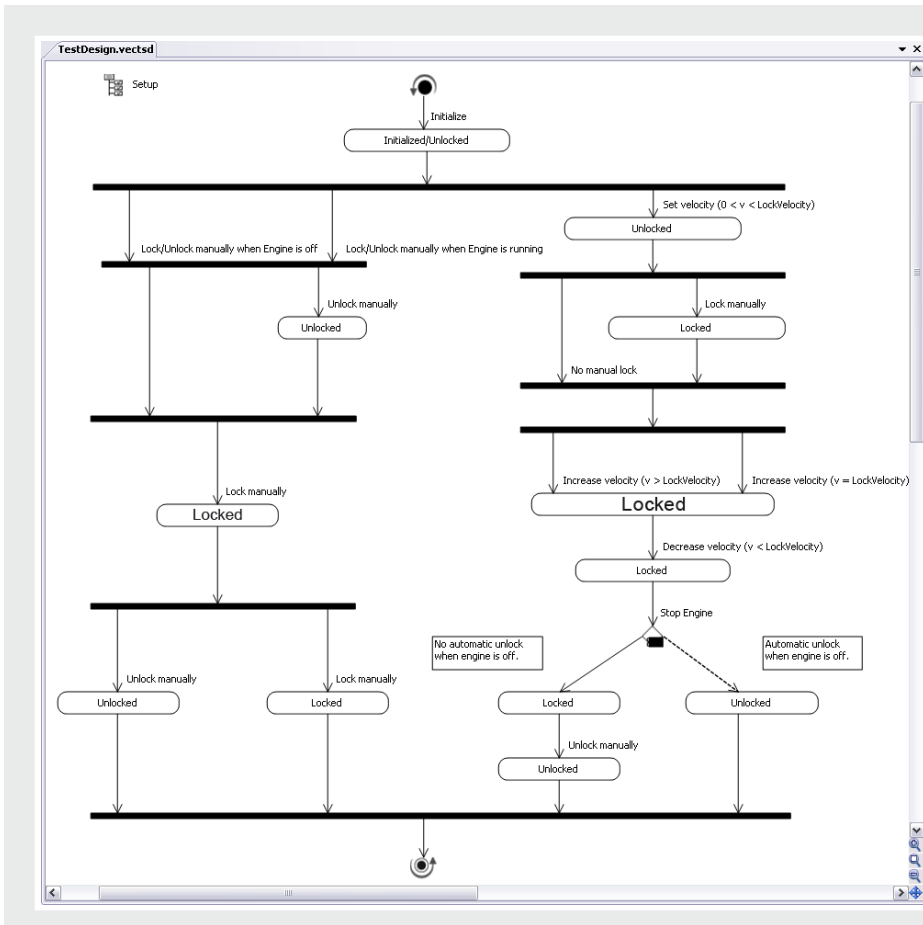 TestDesign.vectsd
Setup
Initialize
Initialized/Unlocked
Set velocity (0 < v < LockVelocity)
Unlocked
Lock/Unlock manually when Engine is off
Lock/Unlock manually when Engine is running
Unlock manually
Unlocked
Lock manually
Locked
No manual lock
Increase velocity (v > LockVelocity)
Increase velocity (v = LockVelocity)
Lock manually
Locked
Locked
Decrease velocity (v < LockVelocity)
Locked
Stop Engine
No automatic unlock
when engine is off.
Automatic unlock
when engine is off.
Unlock manually
Unlocked
Lock manually
Locked
Locked
Unlocked
Unlock manually
Unlocked